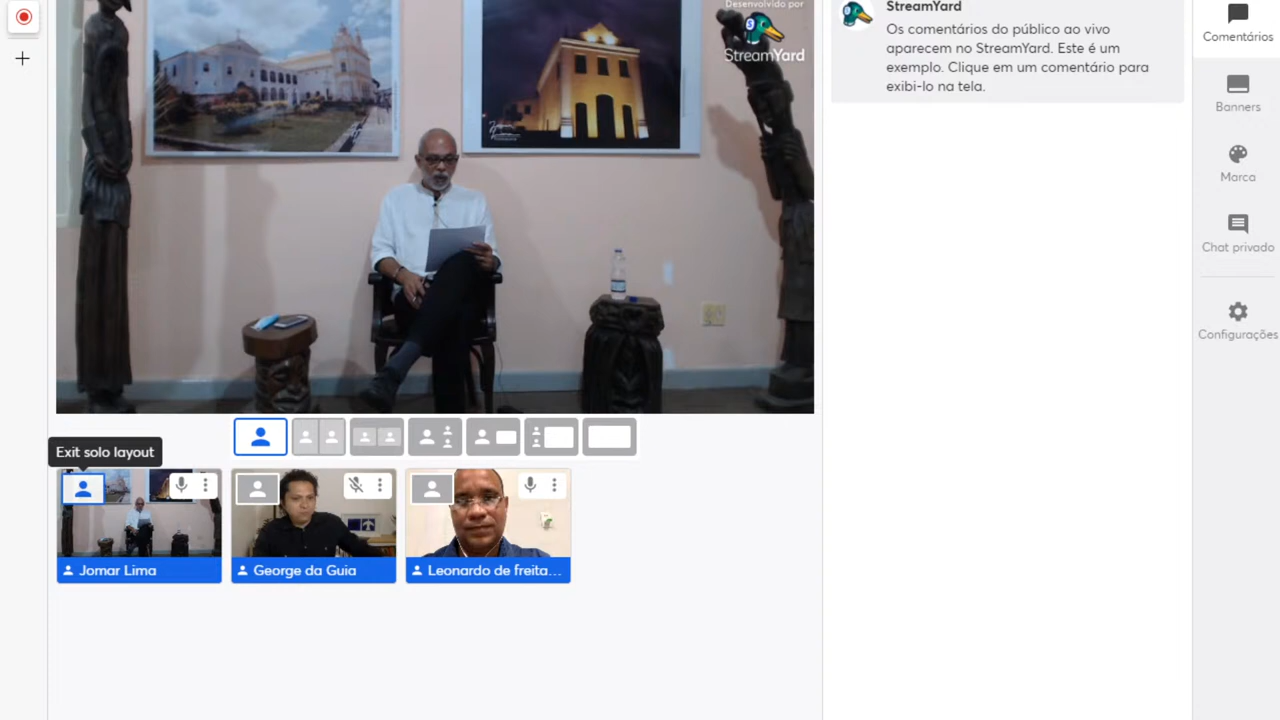 Desenvolvido por
StreamYard
StreamYard
Os comentários do público ao vivo
aparecem no StreamYard. Este é um
exemplo. Clique em um comentário para
exibi-lo na tela.
Comentários
Banners
Marca
Chat privado
Configurações
Exit solo layout
Jomar Lima
George da Guia
Leonardo de freita...